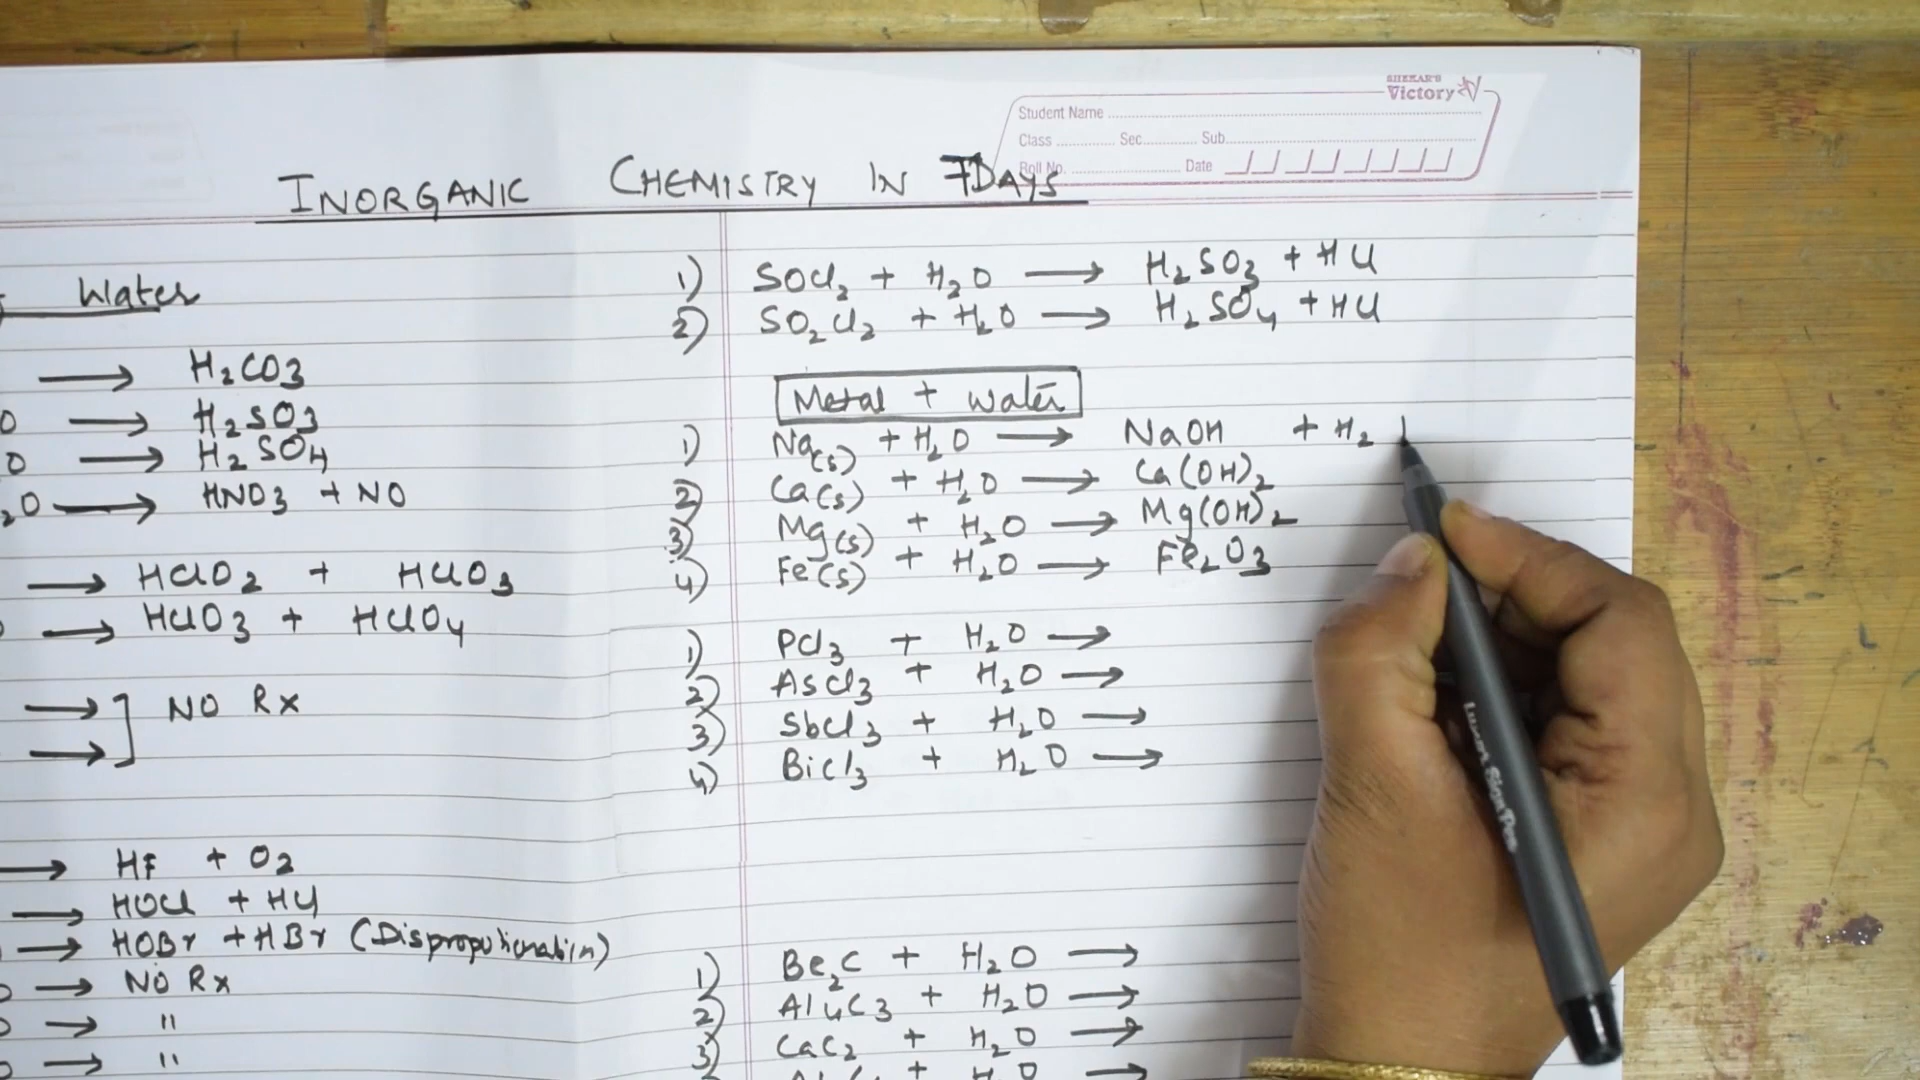 SHEKAR'S
Victory
Student Name
Class Sec. Sub.
Roll No. Date
INORGANIC CHEMISTRY IN 7DAYS
Water
→ H₂CO₃
O → H₂SO₃
O → H₂SO₄
₂O → HNO₃ + NO
→ HClO₂ + HClO₃
→ HClO₃ + HClO₄
→
→ ] NO Rx
→ HF + O₂
→ HOCl + HCl
→ HOBr + HBr (Disproportionation)
→ NO Rx
→ "
→ "
1) SOCl₂ + H₂O → H₂SO₃ + HCl
2) SO₂Cl₂ + H₂O → H₂SO₄ + HCl
Metal + Water
1) Na(s) + H₂O → NaOH + H₂
2) Ca(s) + H₂O → Ca(OH)₂
3) Mg(s) + H₂O → Mg(OH)₂
4) Fe(s) + H₂O → Fe₂O₃
1) PCl₃ + H₂O →
2) AsCl₃ + H₂O →
3) SbCl₃ + H₂O →
4) BiCl₃ + H₂O →
1) Be₂C + H₂O →
2) Al₄C₃ + H₂O →
3) CaC₂ + H₂O →
Luxor Sign Pen